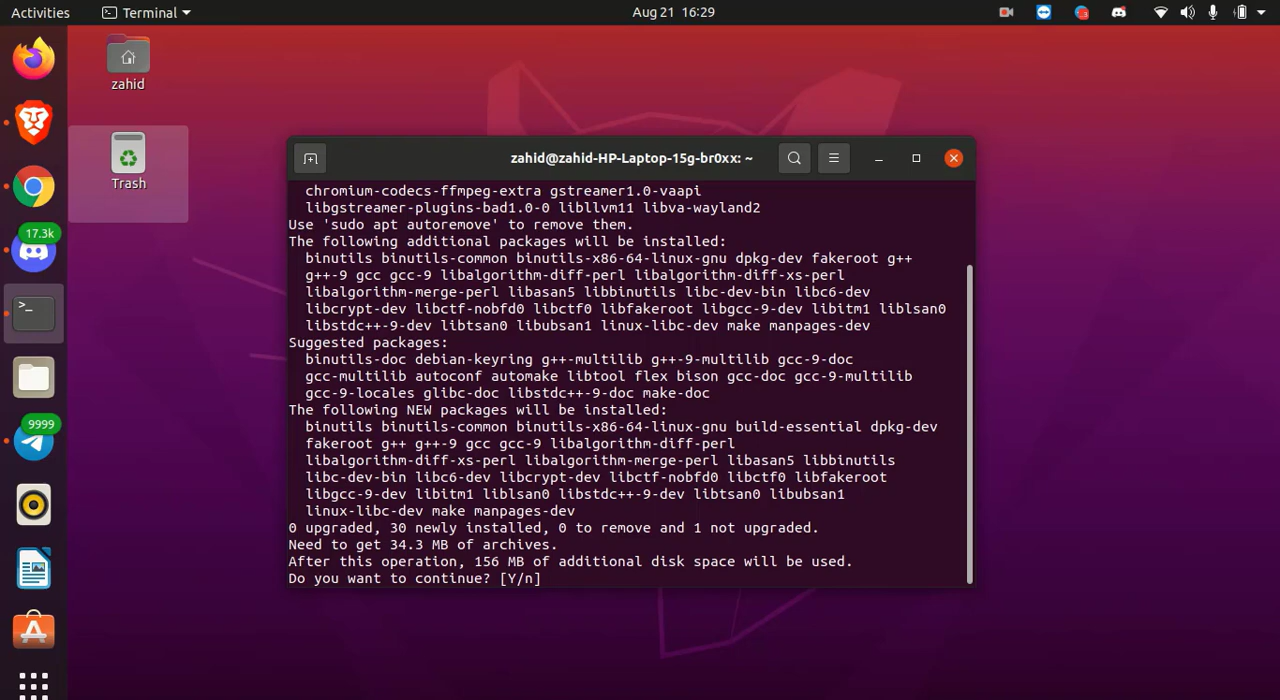 Activities
Terminal
Aug 21 16:29
zahid
Trash
17.3k
9999
zahid@zahid-HP-Laptop-15g-br0xx: ~
chromium-codecs-ffmpeg-extra gstreamer1.0-vaapi
libgstreamer-plugins-bad1.0-0 libllvm11 libva-wayland2
Use 'sudo apt autoremove' to remove them.
The following additional packages will be installed:
binutils binutils-common binutils-x86-64-linux-gnu dpkg-dev fakeroot g++
g++-9 gcc gcc-9 libalgorithm-diff-perl libalgorithm-diff-xs-perl
libalgorithm-merge-perl libasan5 libbinutils libc-dev-bin libc6-dev
libcrypt-dev libctf-nobfd0 libctf0 libfakeroot libgcc-9-dev libitm1 liblsan0
libstdc++-9-dev libtsan0 libubsan1 linux-libc-dev make manpages-dev
Suggested packages:
binutils-doc debian-keyring g++-multilib g++-9-multilib gcc-9-doc
gcc-multilib autoconf automake libtool flex bison gcc-doc gcc-9-multilib
gcc-9-locales glibc-doc libstdc++-9-doc make-doc
The following NEW packages will be installed:
binutils binutils-common binutils-x86-64-linux-gnu build-essential dpkg-dev
fakeroot g++ g++-9 gcc gcc-9 libalgorithm-diff-perl
libalgorithm-diff-xs-perl libalgorithm-merge-perl libasan5 libbinutils
libc-dev-bin libc6-dev libcrypt-dev libctf-nobfd0 libctf0 libfakeroot
libgcc-9-dev libitm1 liblsan0 libstdc++-9-dev libtsan0 libubsan1
linux-libc-dev make manpages-dev
0 upgraded, 30 newly installed, 0 to remove and 1 not upgraded.
Need to get 34.3 MB of archives.
After this operation, 156 MB of additional disk space will be used.
Do you want to continue? [Y/n]